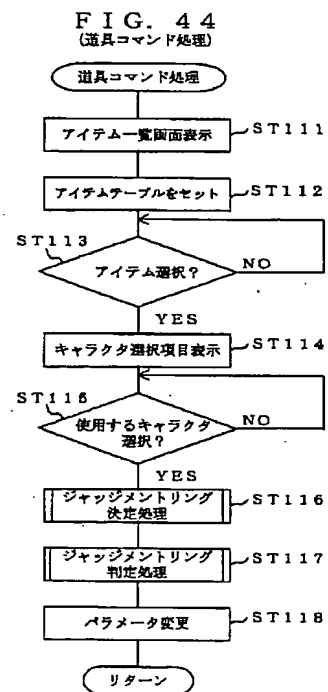 FIG. 44
(道具コマンド処理)
道具コマンド処理
アイテム一覧画面表示
ST111
アイテムテーブルをセット
ST112
ST113
アイテム選択?
NO
YES
キャラクタ選択項目表示
ST114
ST115
使用するキャラクタ
選択?
NO
YES
ジャッジメントリング
決定処理
ST116
ジャッジメントリング
判定処理
ST117
パラメータ変更
ST118
リターン